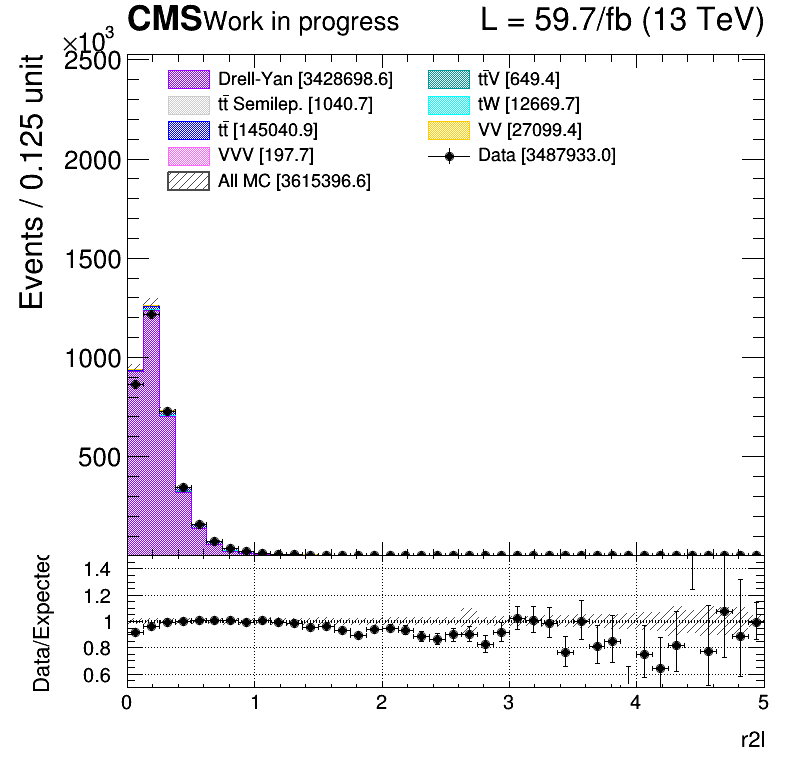 CMS Work in progress L = 59.7/fb (13 TeV)
×10³
Events / 0.125 unit
2500
2000
1500
1000
500
Drell-Yan [3428698.6]
tt̄ Semilep. [1040.7]
tt̄ [145040.9]
VVV [197.7]
All MC [3615396.6]
tt̄V [649.4]
tW [12669.7]
VV [27099.4]
Data [3487933.0]
Data/Expected
1.4
1.2
1
0.8
0.6
0 1 2 3 4 5
r2l